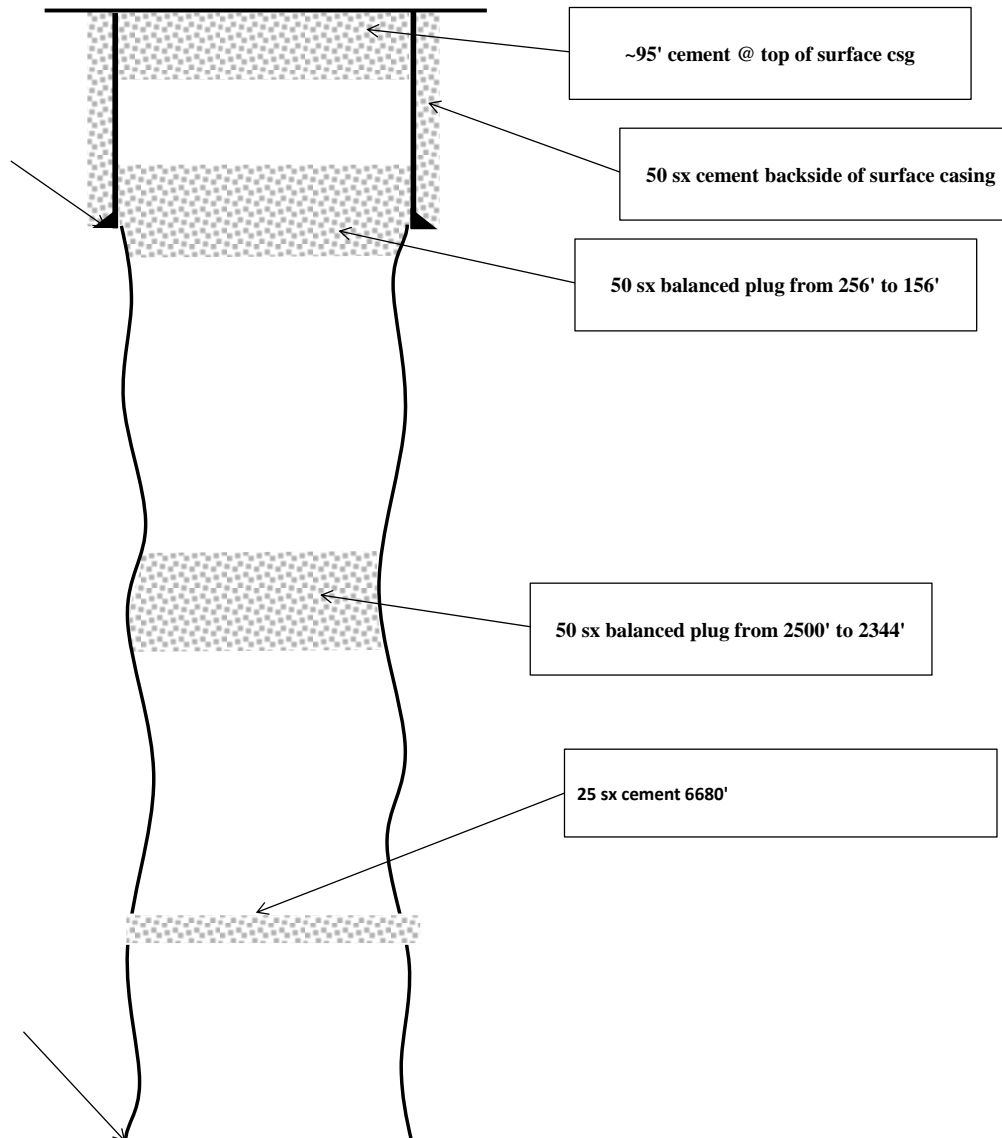 ~95' cement @ top of surface csg
50 sx cement backside of surface casing
50 sx balanced plug from 256' to 156'
50 sx balanced plug from 2500' to 2344'
25 sx cement 6680'